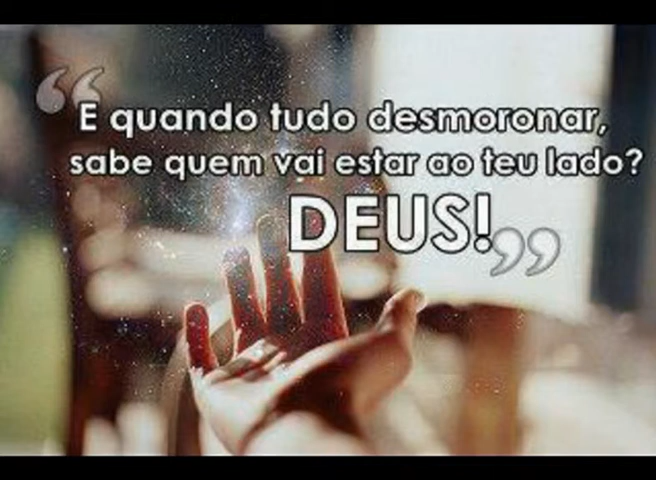 “E quando tudo desmoronar,
sabe quem vai estar ao teu lado?
DEUS!”